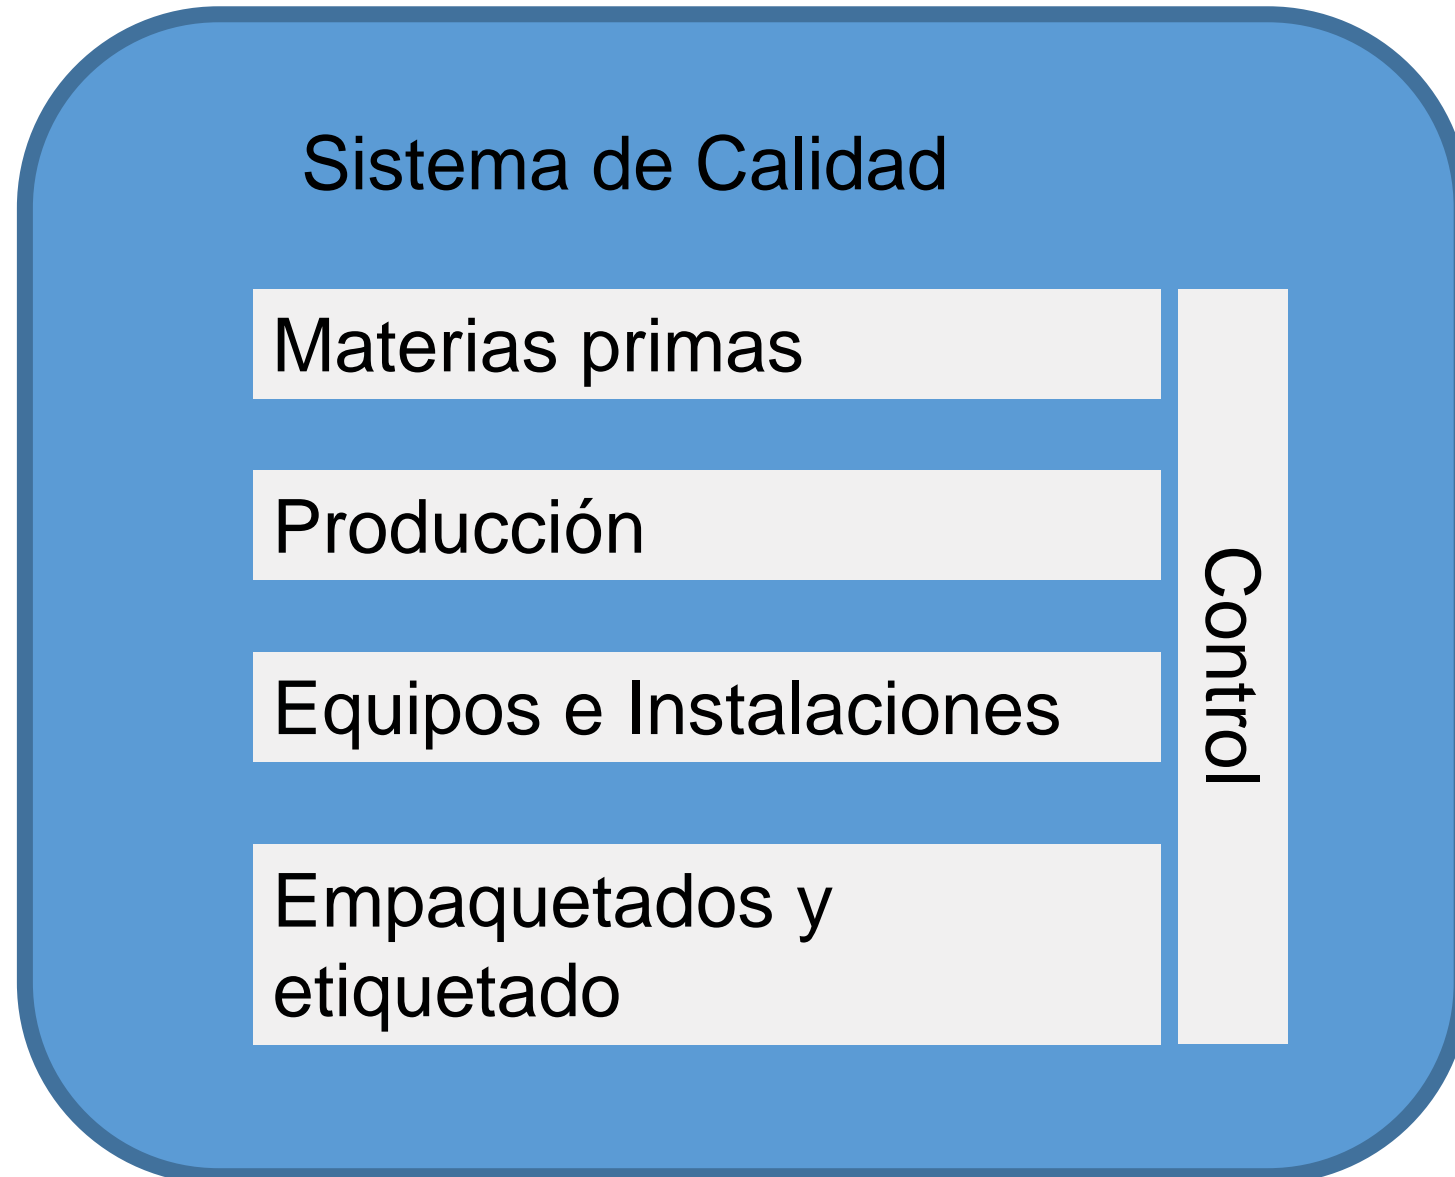 Sistema de Calidad
Materias primas
Producción
Equipos e Instalaciones
Empaquetados y
etiquetado
Control